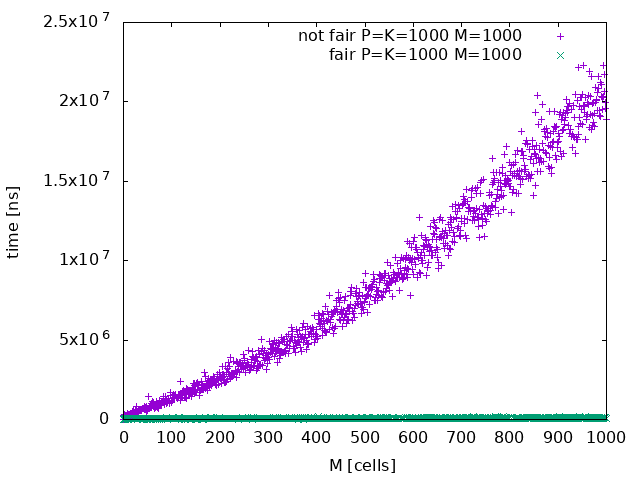 not fair P=K=1000 M=1000
fair P=K=1000 M=1000
2.5x10^7
2x10^7
1.5x10^7
1x10^7
5x10^6
0
time [ns]
0 100 200 300 400 500 600 700 800 900 1000
M [cells]